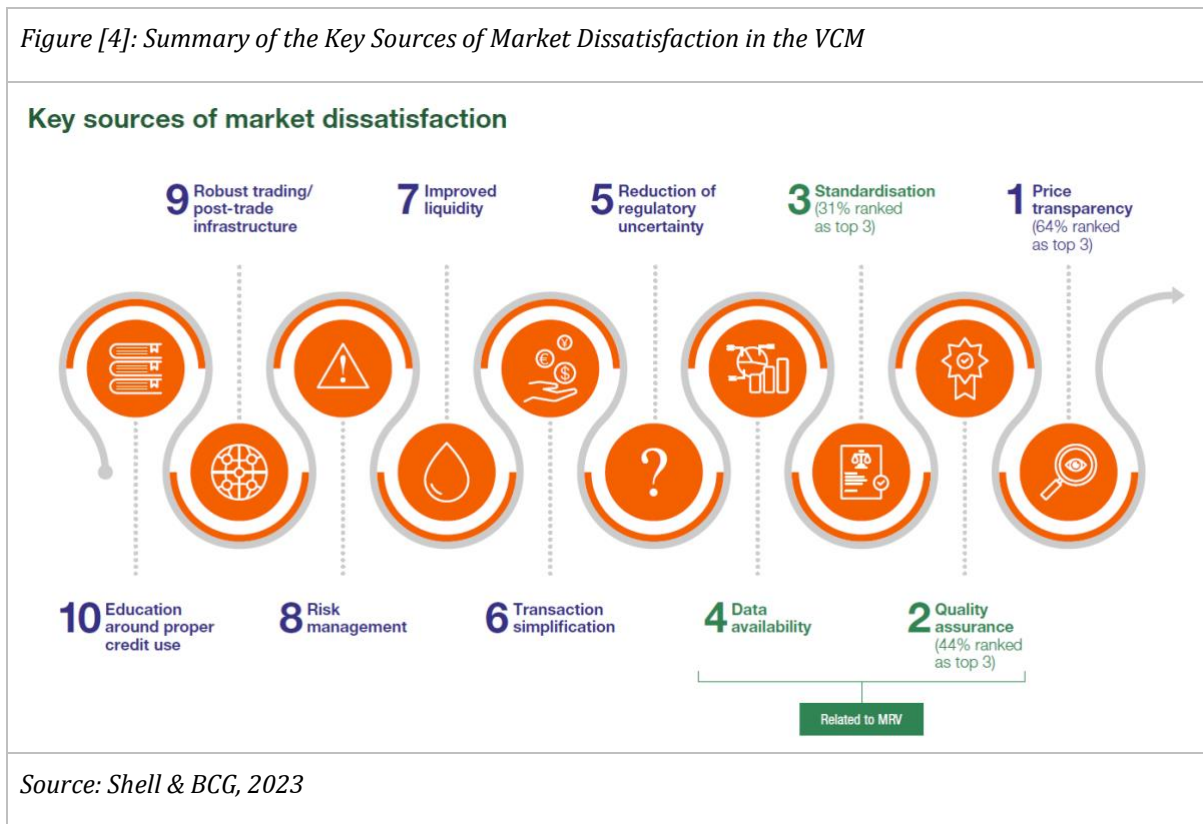 Figure [4]: Summary of the Key Sources of Market Dissatisfaction in the VCM
Key sources of market dissatisfaction
9 Robust trading/
post-trade
infrastructure
7 Improved
liquidity
5 Reduction of
regulatory
uncertainty
3 Standardisation
(31% ranked
as top 3)
1 Price
transparency
(64% ranked
as top 3)
¥
€
$
?
!
10 Education
around proper
credit use
8 Risk
management
6 Transaction
simplification
4 Data
availability
2 Quality
assurance
(44% ranked
as top 3)
Related to MRV
Source: Shell & BCG, 2023